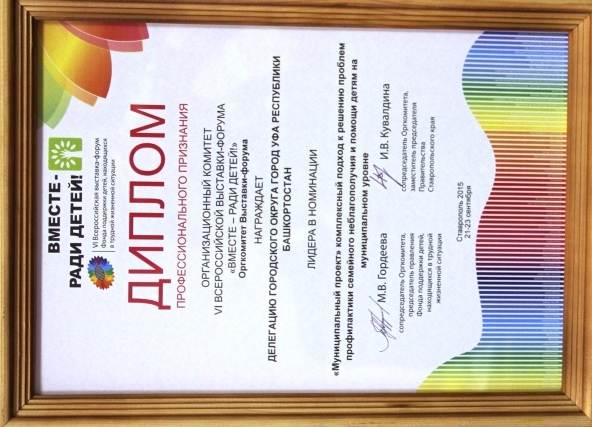 ВМЕСТЕ -
РАДИ ДЕТЕЙ!
VI Всероссийская выставка-форум
Фонда поддержки детей, находящихся
в трудной жизненной ситуации
ДИПЛОМ
ПРОФЕССИОНАЛЬНОГО ПРИЗНАНИЯ
ОРГАНИЗАЦИОННЫЙ КОМИТЕТ
VI ВСЕРОССИЙСКОЙ ВЫСТАВКИ-ФОРУМА
«ВМЕСТЕ – РАДИ ДЕТЕЙ!»
Оргкомитет Выставки-форума
НАГРАЖДАЕТ
ДЕЛЕГАЦИЮ ГОРОДСКОГО ОКРУГА ГОРОД УФА РЕСПУБЛИКИ
БАШКОРТОСТАН
ЛИДЕРА В НОМИНАЦИИ
«Муниципальный проект» комплексный подход к решению проблем
профилактики семейного неблагополучия и помощи детям на
муниципальном уровне
М.В. Гордеева
сопредседатель Оргкомитета,
председатель правления
Фонда поддержки детей,
находящихся в трудной
жизненной ситуации
И.В. Кувалдина
сопредседатель Оргкомитета,
заместитель председателя
Правительства
Ставропольского края
Ставрополь 2015
21-23 сентября